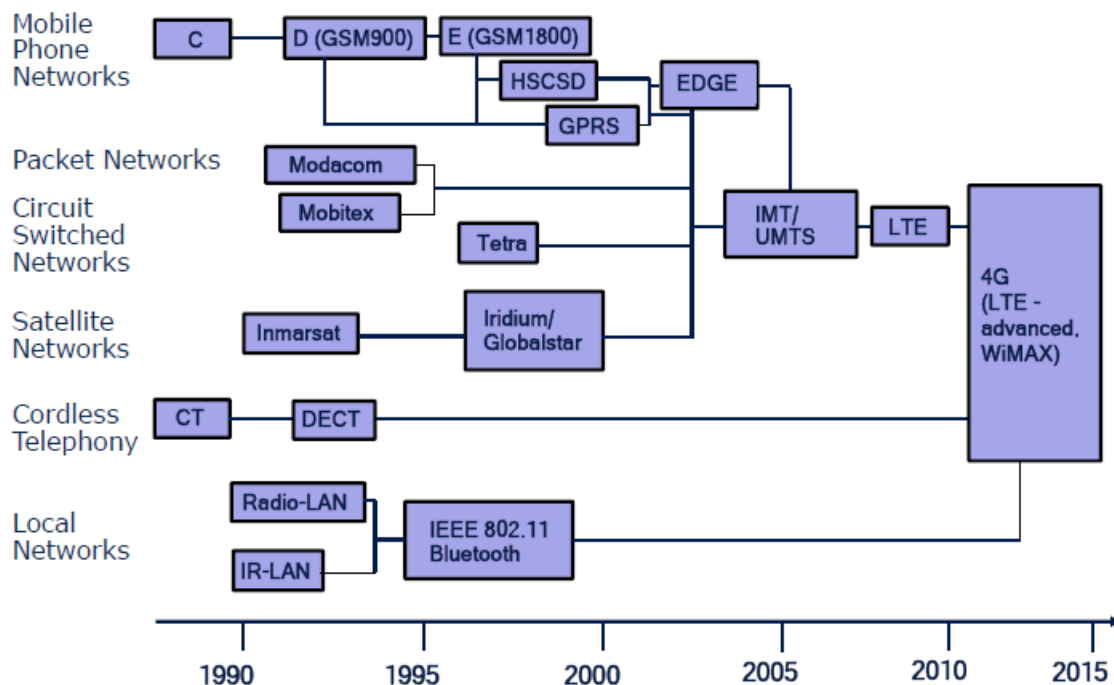 Mobile
Phone
Networks
C
D (GSM900)
E (GSM1800)
HSCSD
EDGE
GPRS
Packet Networks
Modacom
Mobitex
Circuit
Switched
Networks
Tetra
IMT/
UMTS
LTE
4G
(LTE -
advanced,
WiMAX)
Satellite
Networks
Inmarsat
Iridium/
Globalstar
Cordless
Telephony
CT
DECT
Local
Networks
Radio-LAN
IR-LAN
IEEE 802.11
Bluetooth
1990
1995
2000
2005
2010
2015